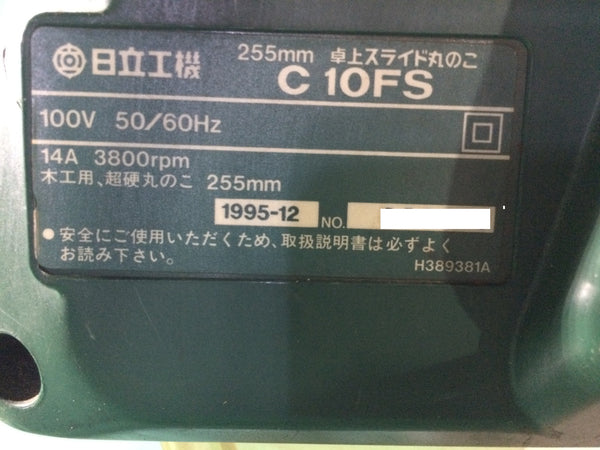 日立工機 255mm 卓上スライド丸のこ
C 10FS
100V 50/60Hz
14A 3800rpm
木工用、超硬丸のこ 255mm
1995-12 NO.
● 安全にご使用いただくため、取扱説明書は必ずよく
お読み下さい。
H389381A